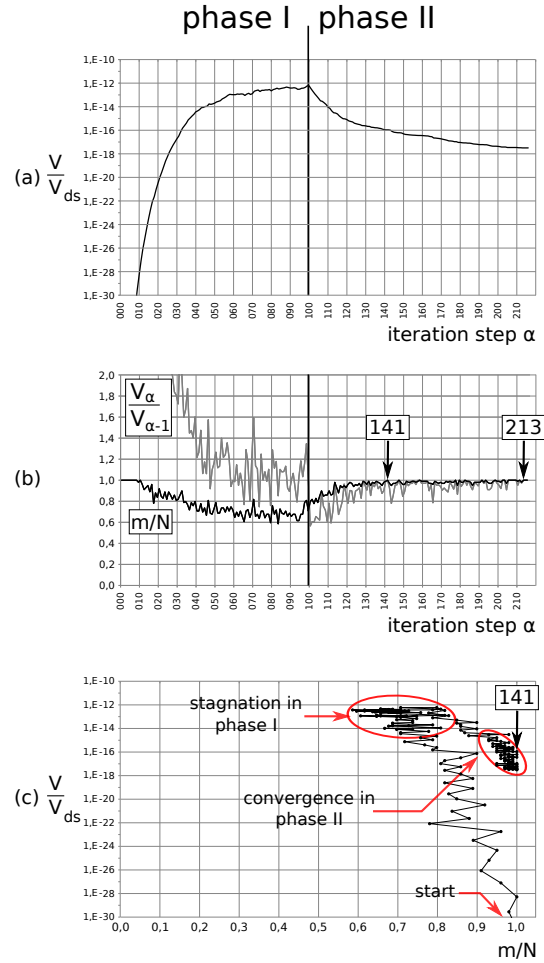 phase I phase II
1,E-10
1,E-12
1,E-14
1,E-16
1,E-18
1,E-20
1,E-22
1,E-24
1,E-26
1,E-28
1,E-30
(a) V
V ds
000 010 020 030 040 050 060 070 080 090 100 110 120 130 140 150 160 170 180 190 200 210
iteration step α
2,0
1,8
1,6
1,4
1,2
1,0
0,8
0,6
0,4
0,2
0,0
Vα
Vα-1
141 213
(b)
m/N
000 010 020 030 040 050 060 070 080 090 100 110 120 130 140 150 160 170 180 190 200 210
iteration step α
1,E-10
1,E-12
1,E-14
1,E-16
1,E-18
1,E-20
1,E-22
1,E-24
1,E-26
1,E-28
1,E-30
stagnation in
phase I
141
(c) V
V ds
convergence in
phase II
start
0,0 0,1 0,2 0,3 0,4 0,5 0,6 0,7 0,8 0,9 1,0
m/N